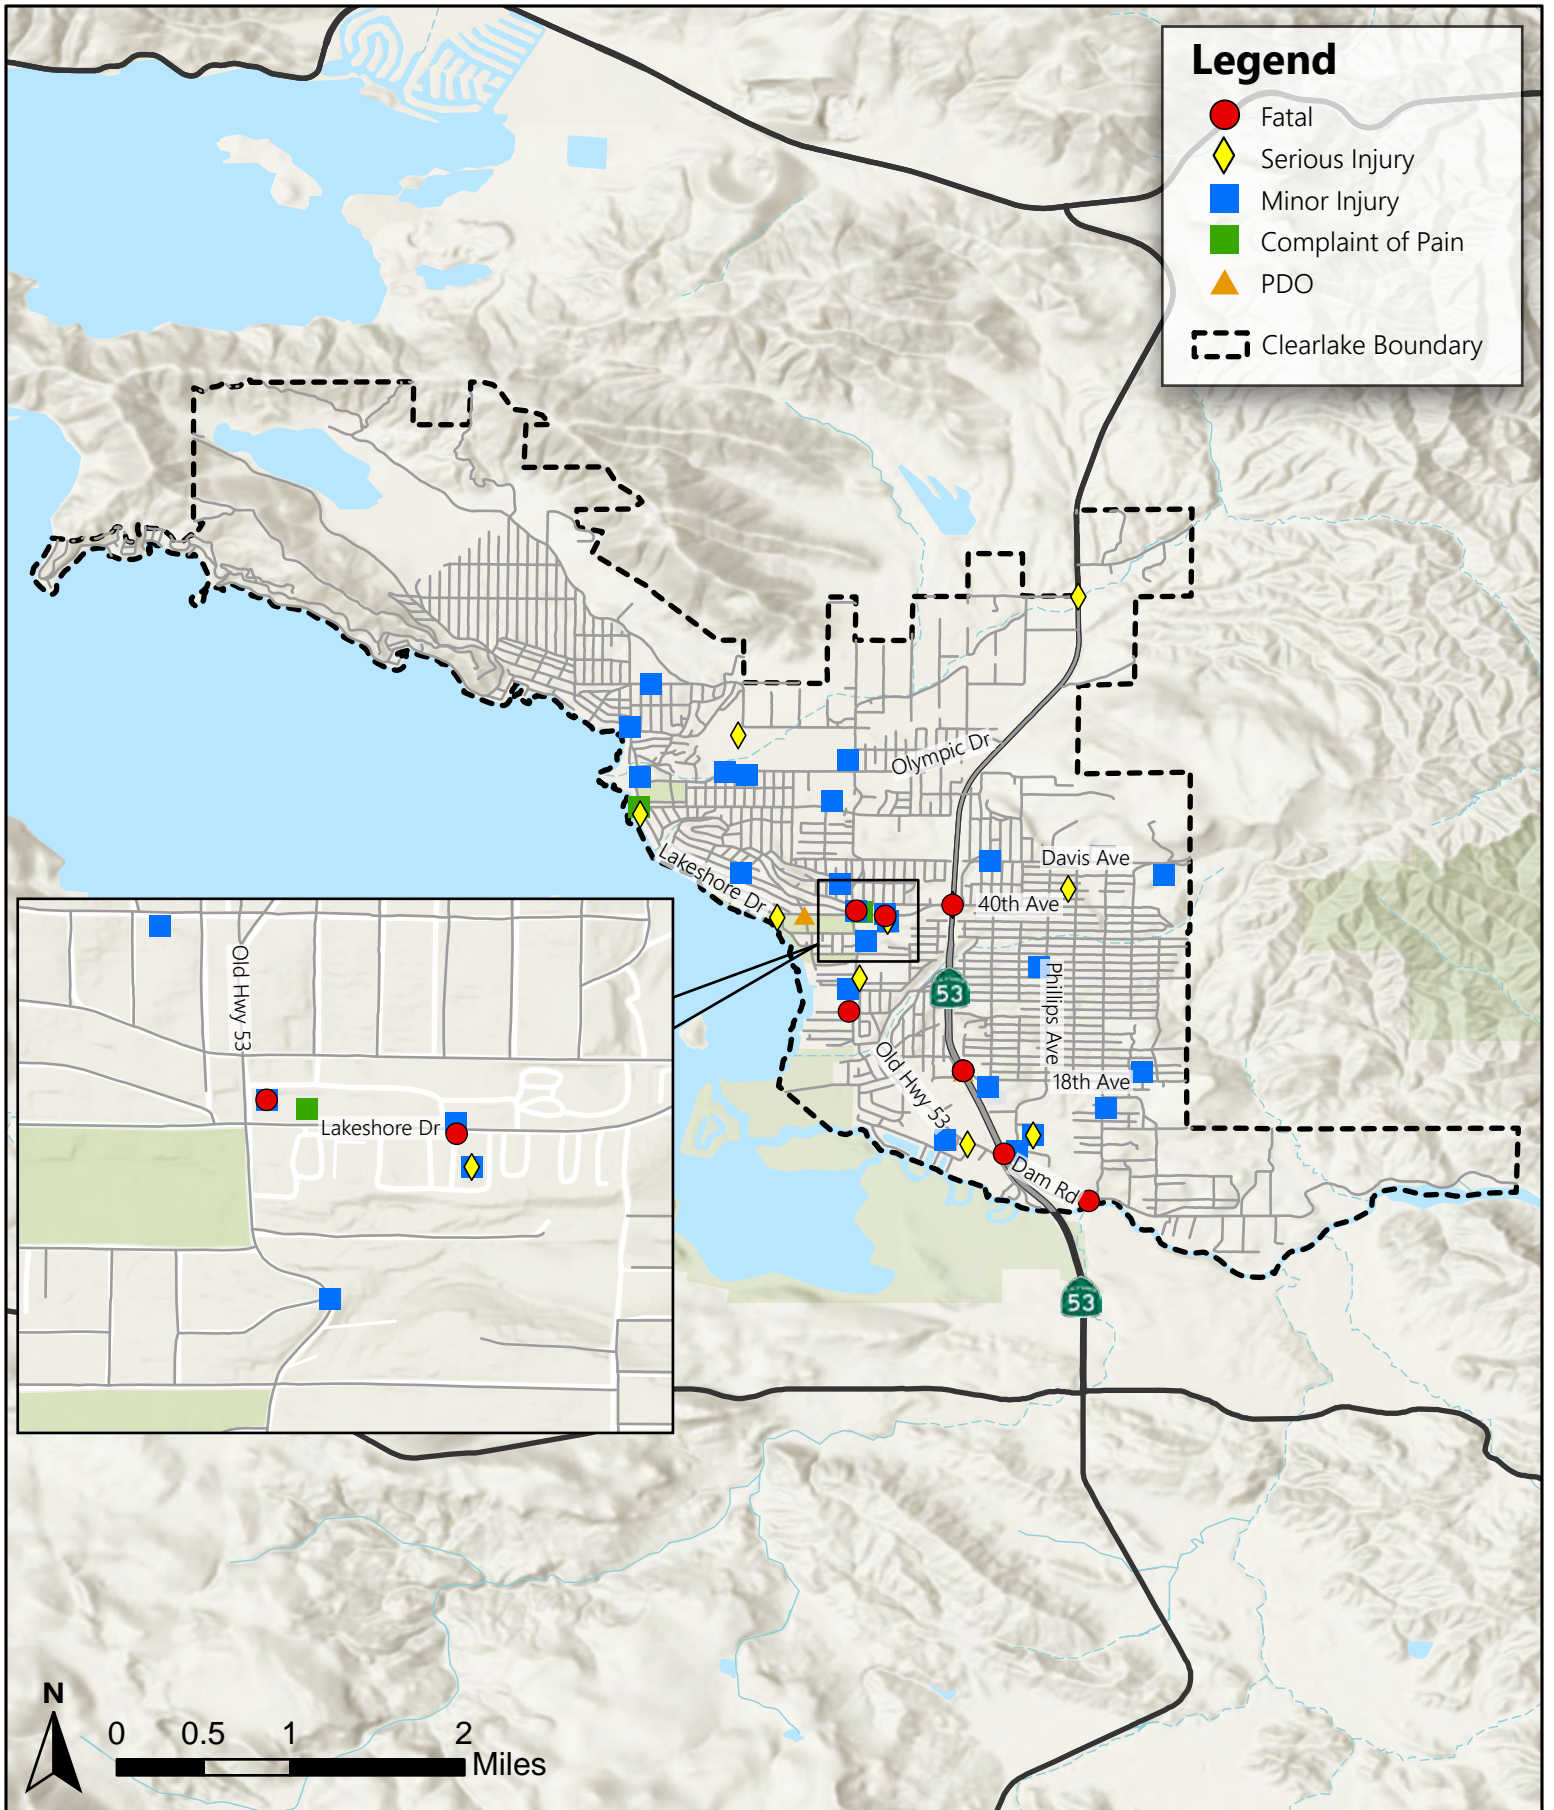 Legend
Fatal
Serious Injury
Minor Injury
Complaint of Pain
PDO
Clearlake Boundary
Olympic Dr
Davis Ave
Lakeshore Dr
40th Ave
53
Phillips Ave
Old Hwy 53
18th Ave
Dam Rd
53
Old Hwy 53
Lakeshore Dr
N
0 0.5 1 2
Miles